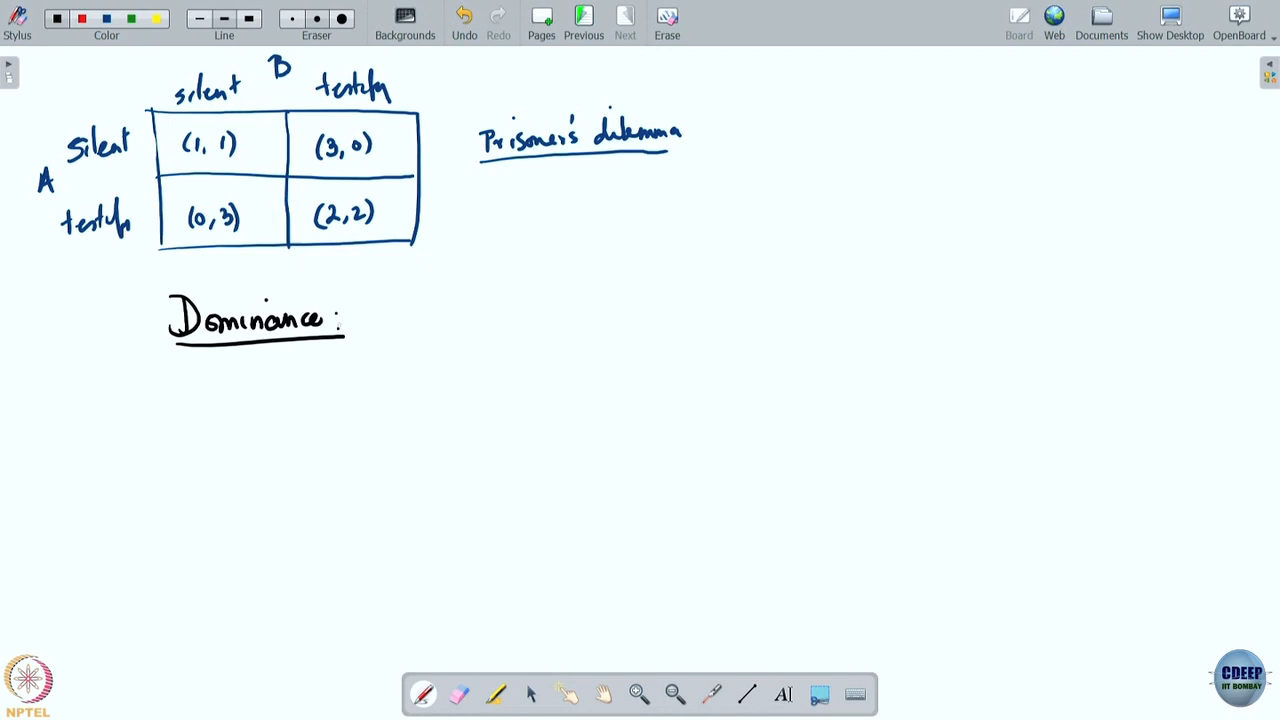 Stylus Color Line Eraser Backgrounds Undo Redo Pages Previous Next Erase Board Web Documents Show Desktop OpenBoard
B
silent testify
Silent (1, 1) (3, 0) Prisoner's dilemma
A
testify (0, 3) (2, 2)
Dominance:
NPTEL
CDEEP
IIT BOMBAY